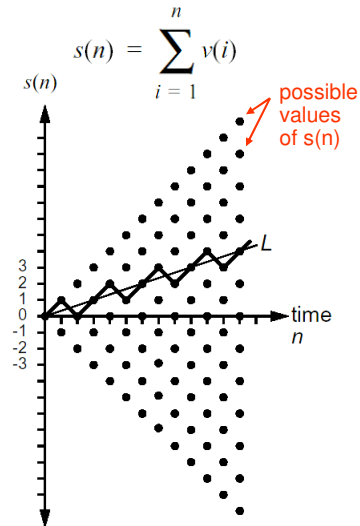 s(n) = n∑i = 1 v(i)
s(n)
possible
values
of s(n)
L
3
2
1
0
-1
-2
-3
time
n